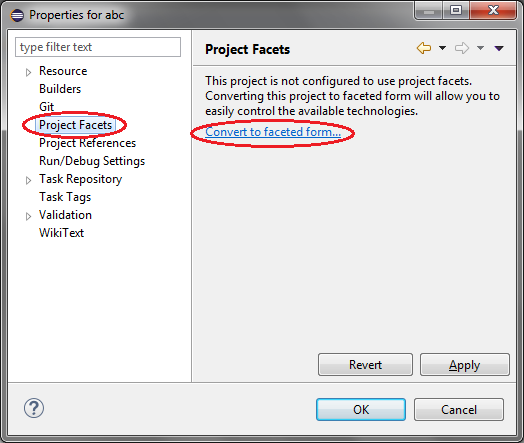 Properties for abc
type filter text
Resource
Builders
Git
Project Facets
Project References
Run/Debug Settings
Task Repository
Task Tags
Validation
WikiText
Project Facets
This project is not configured to use project facets.
Converting this project to faceted form will allow you to
easily control the available technologies.
Convert to faceted form...
Revert
Apply
?
OK
Cancel